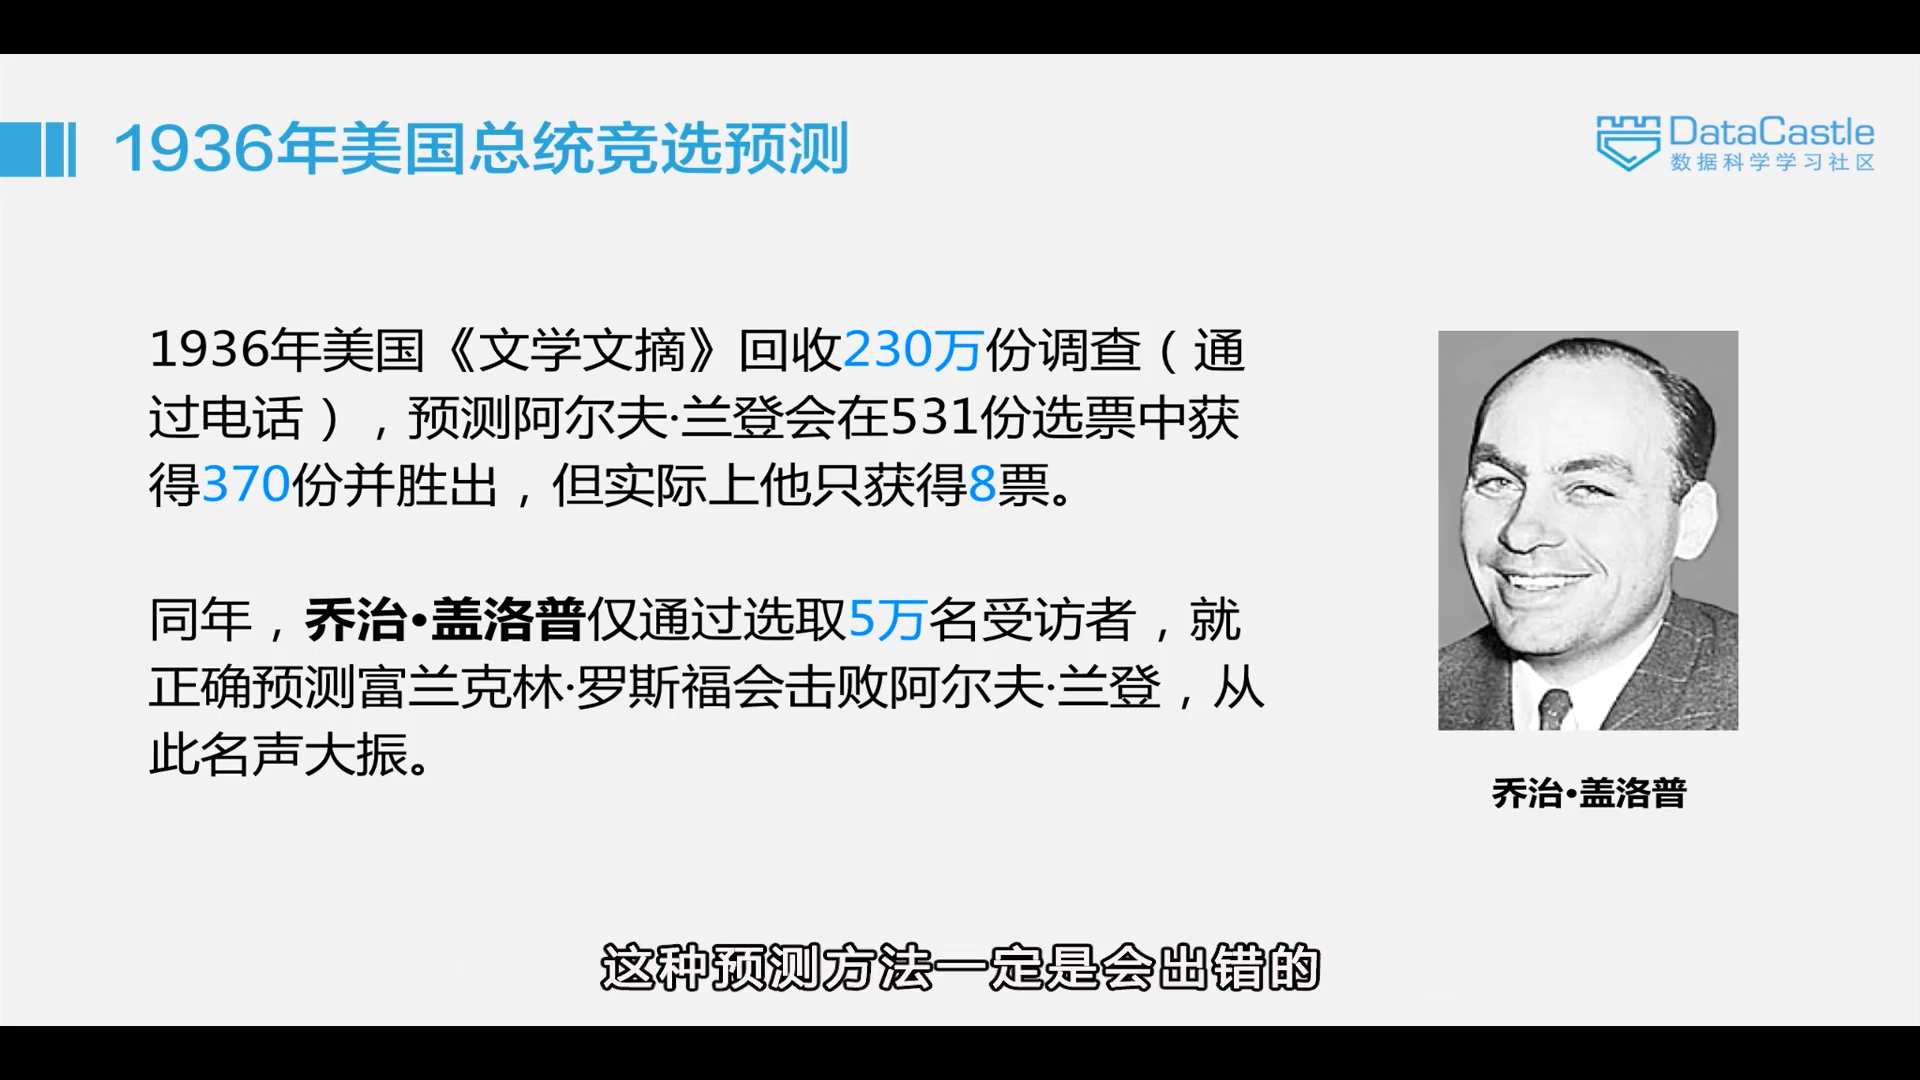 1936年美国总统竞选预测
DataCastle
数据科学学习社区
1936年美国《文学文摘》回收230万份调查（通
过电话），预测阿尔夫·兰登会在531份选票中获
得370份并胜出，但实际上他只获得8票。
同年，乔治·盖洛普仅通过选取5万名受访者，就
正确预测富兰克林·罗斯福会击败阿尔夫·兰登，从
此名声大振。
乔治·盖洛普
这种预测方法一定是会出错的